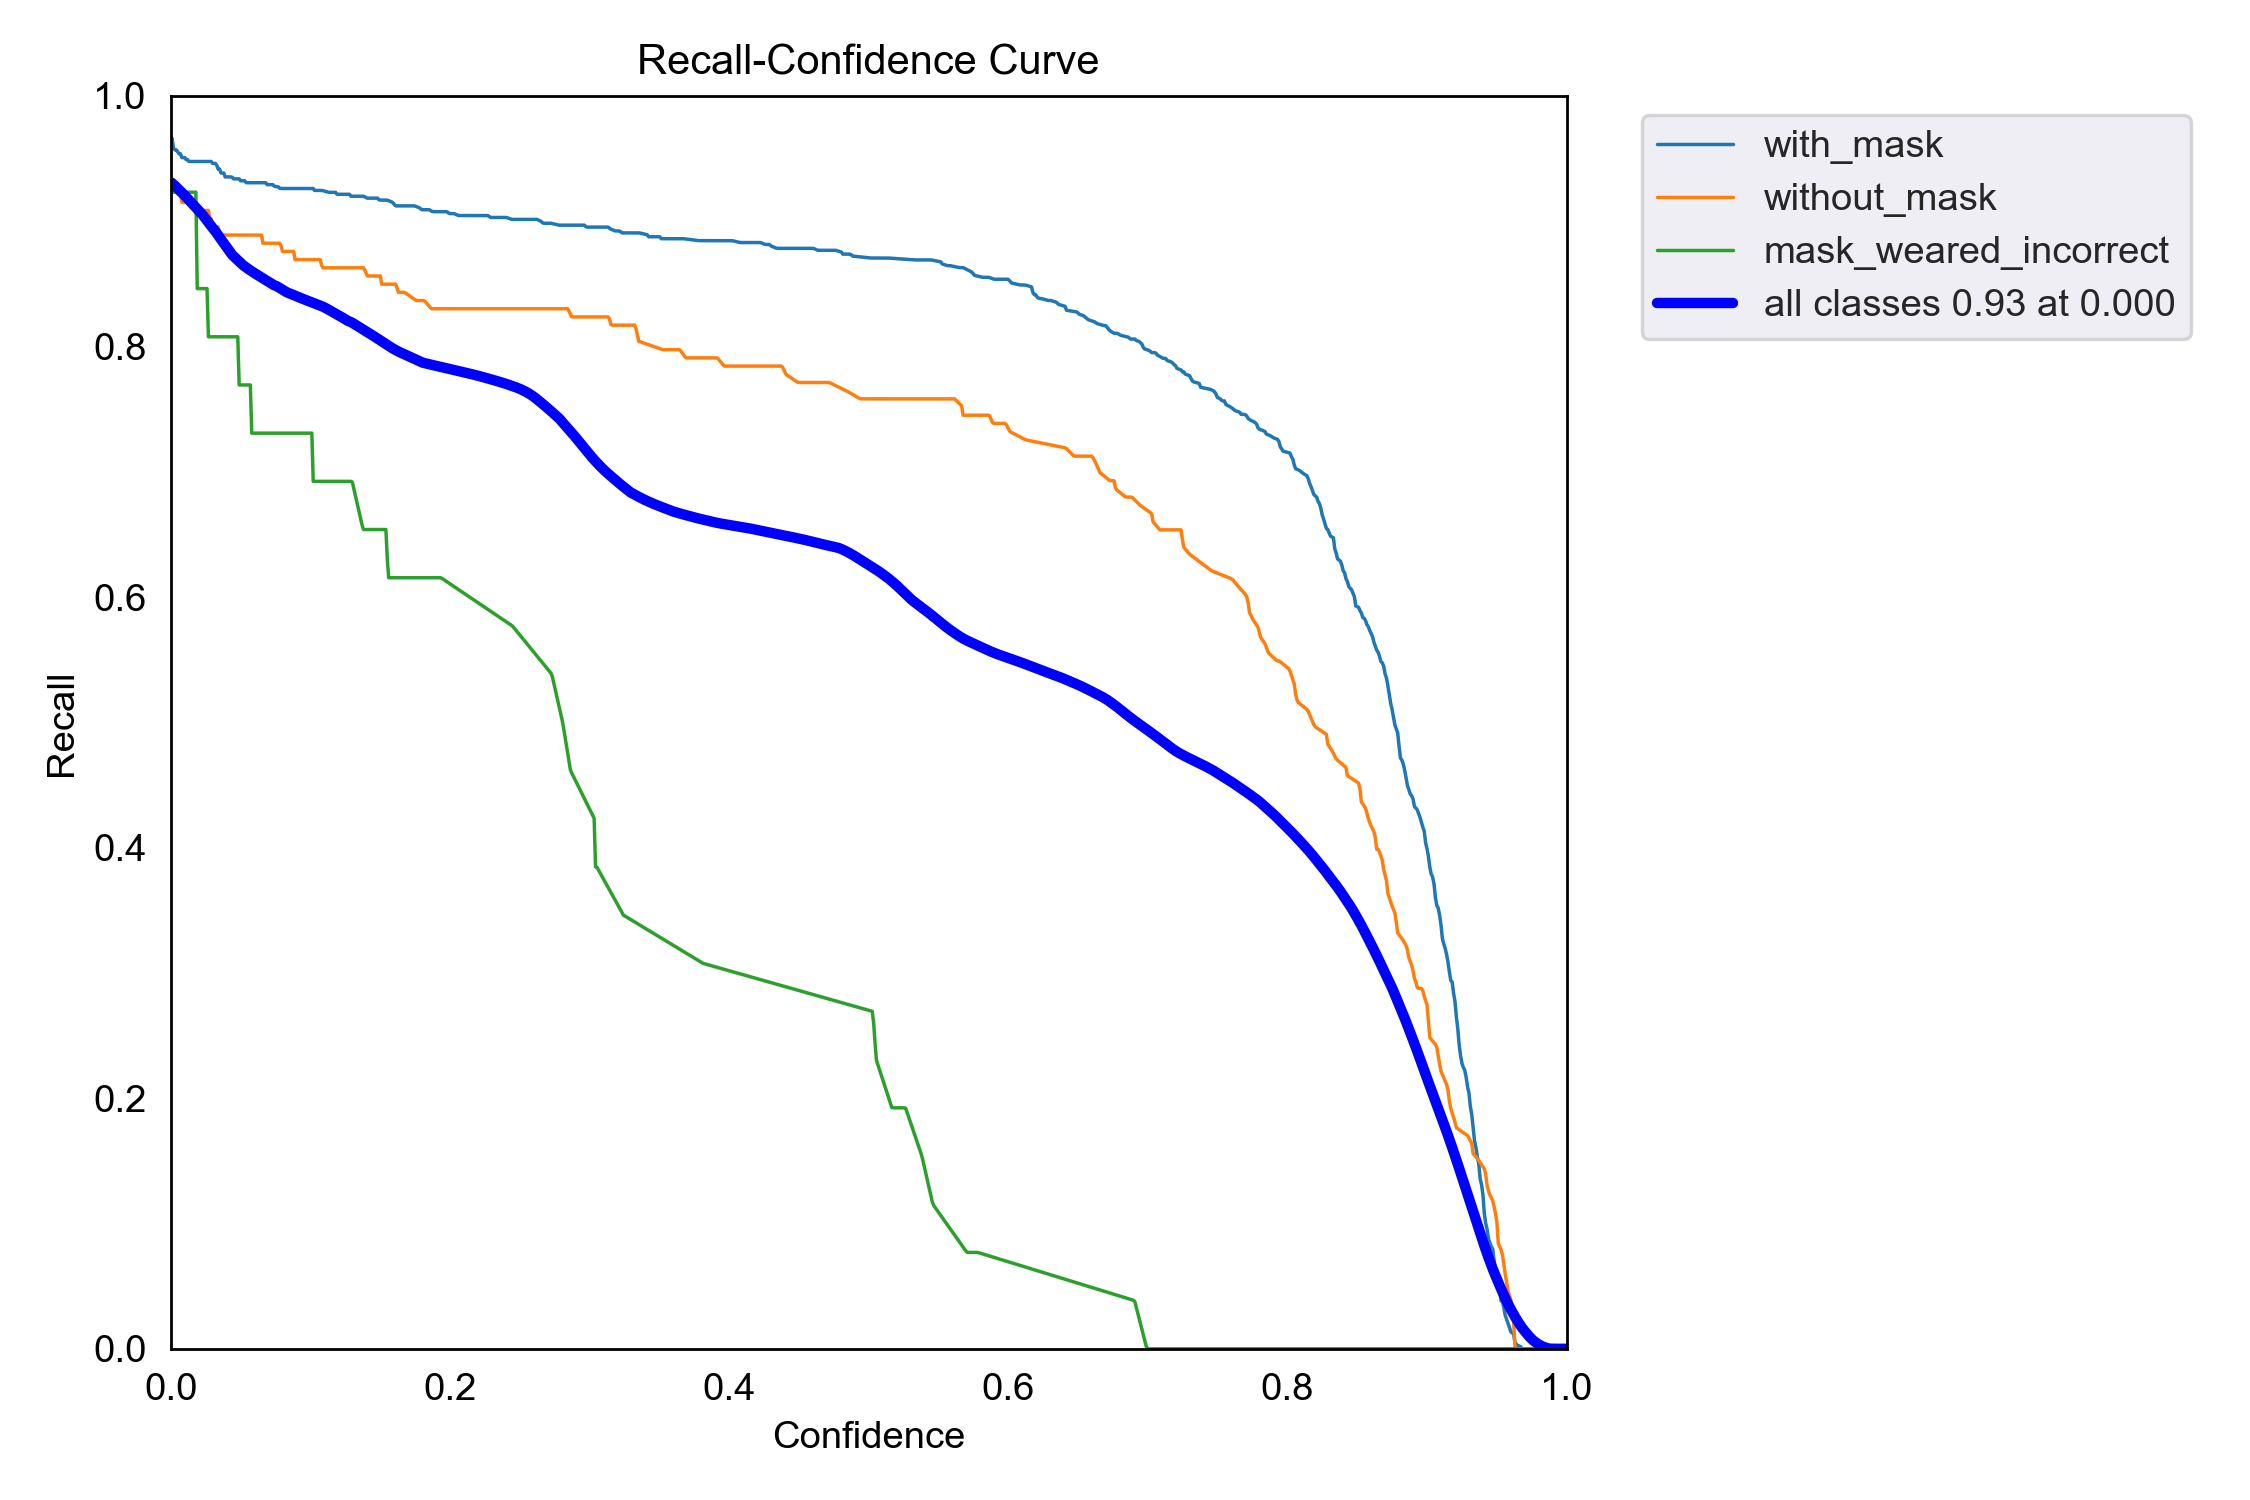 Recall-Confidence Curve
1.0
0.8
0.6
0.4
0.2
0.0
Recall
0.0 0.2 0.4 0.6 0.8 1.0
Confidence
with_mask
without_mask
mask_weared_incorrect
all classes 0.93 at 0.000